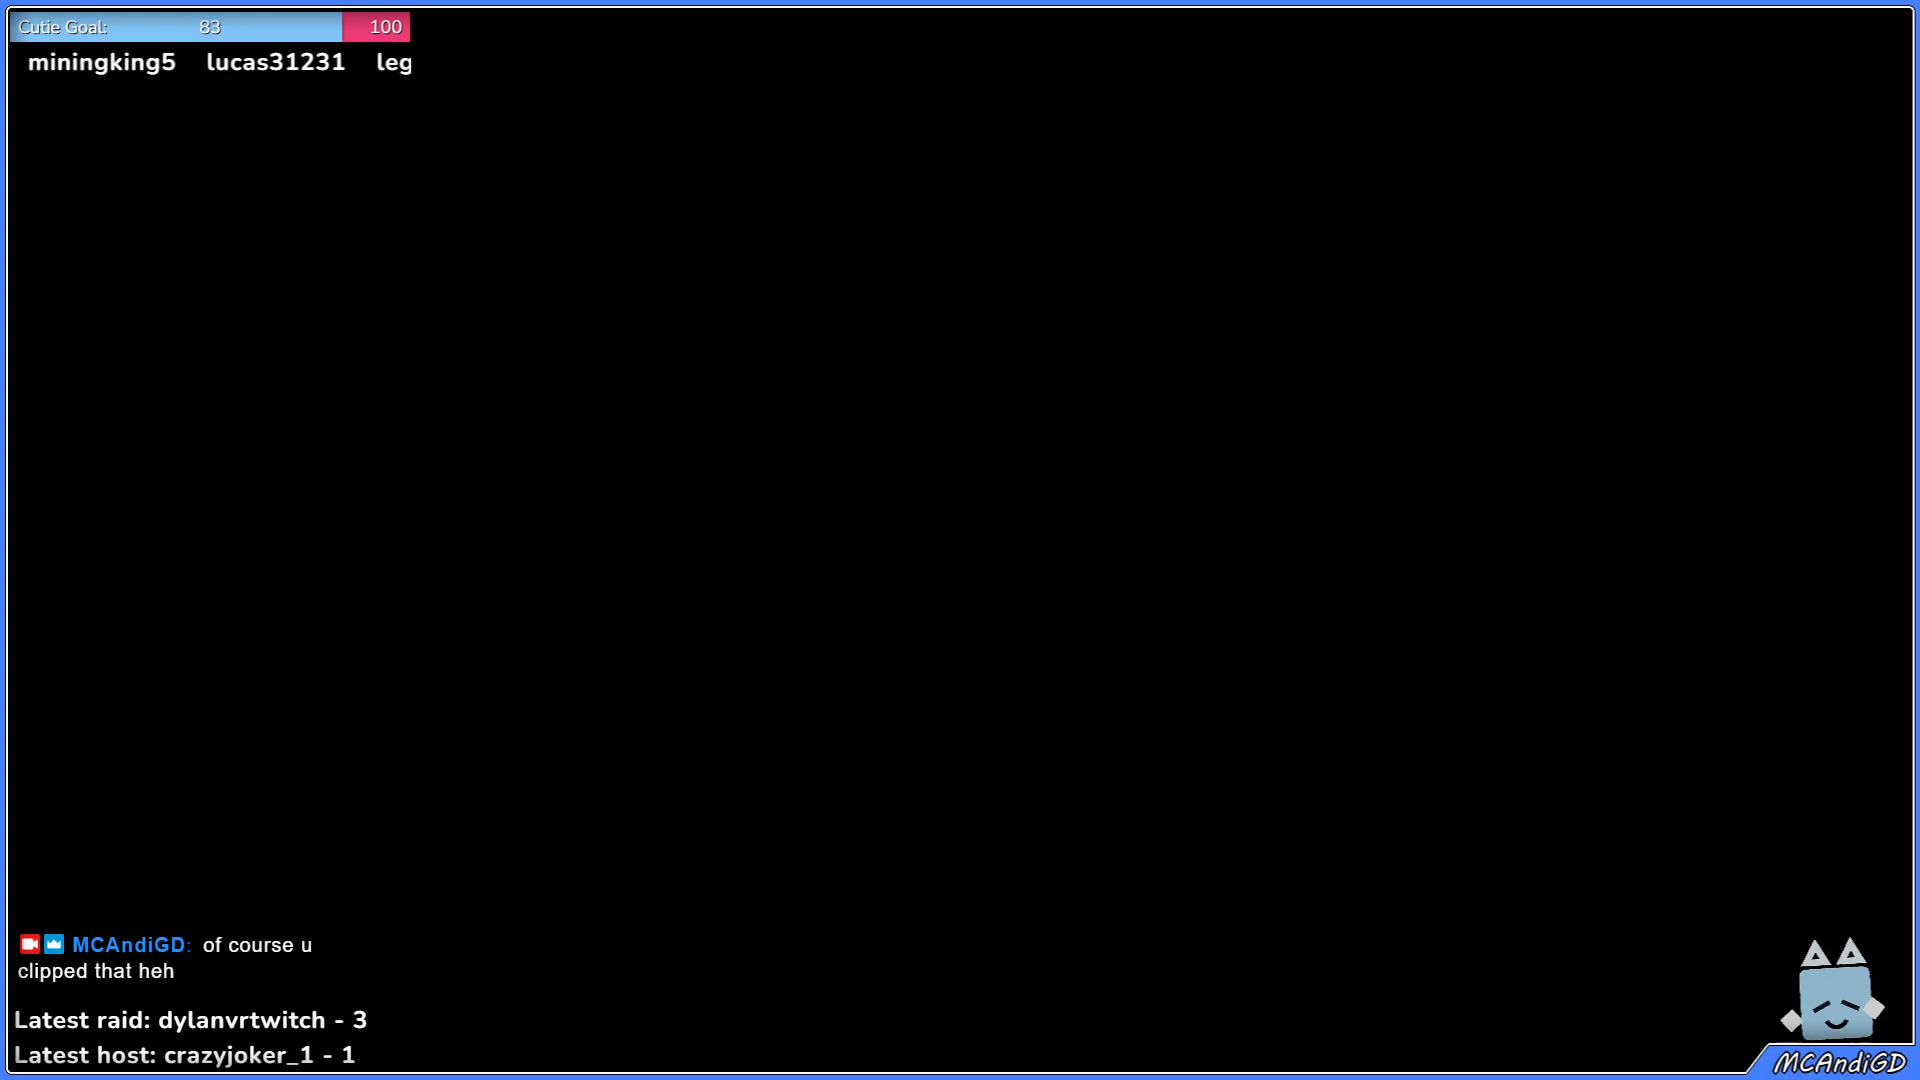 Cutie Goal: 83 100
miningking5 lucas31231 leg
MCAndiGD: of course u
clipped that heh
Latest raid: dylanvrtwitch - 3
Latest host: crazyjoker_1 - 1
MCAndiGD